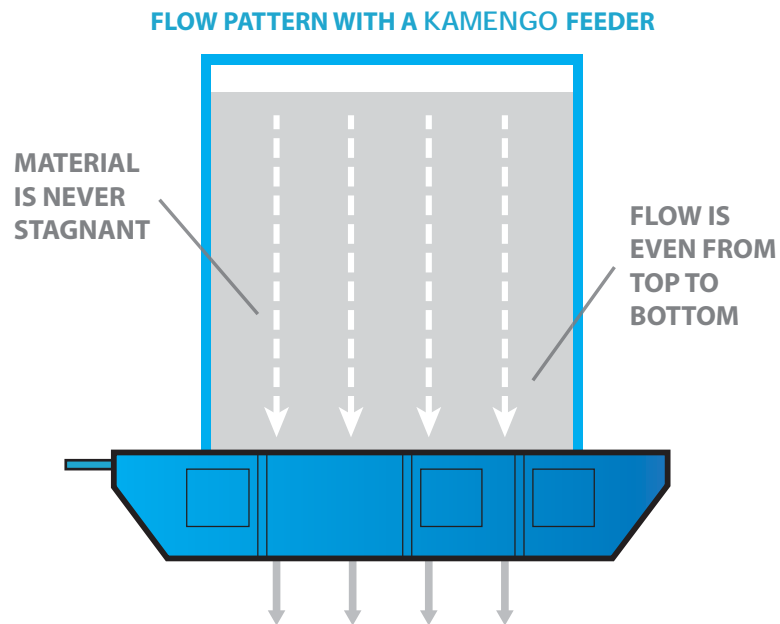 FLOW PATTERN WITH A KAMENGO FEEDER
MATERIAL
IS NEVER
STAGNANT
FLOW IS
EVEN FROM
TOP TO
BOTTOM